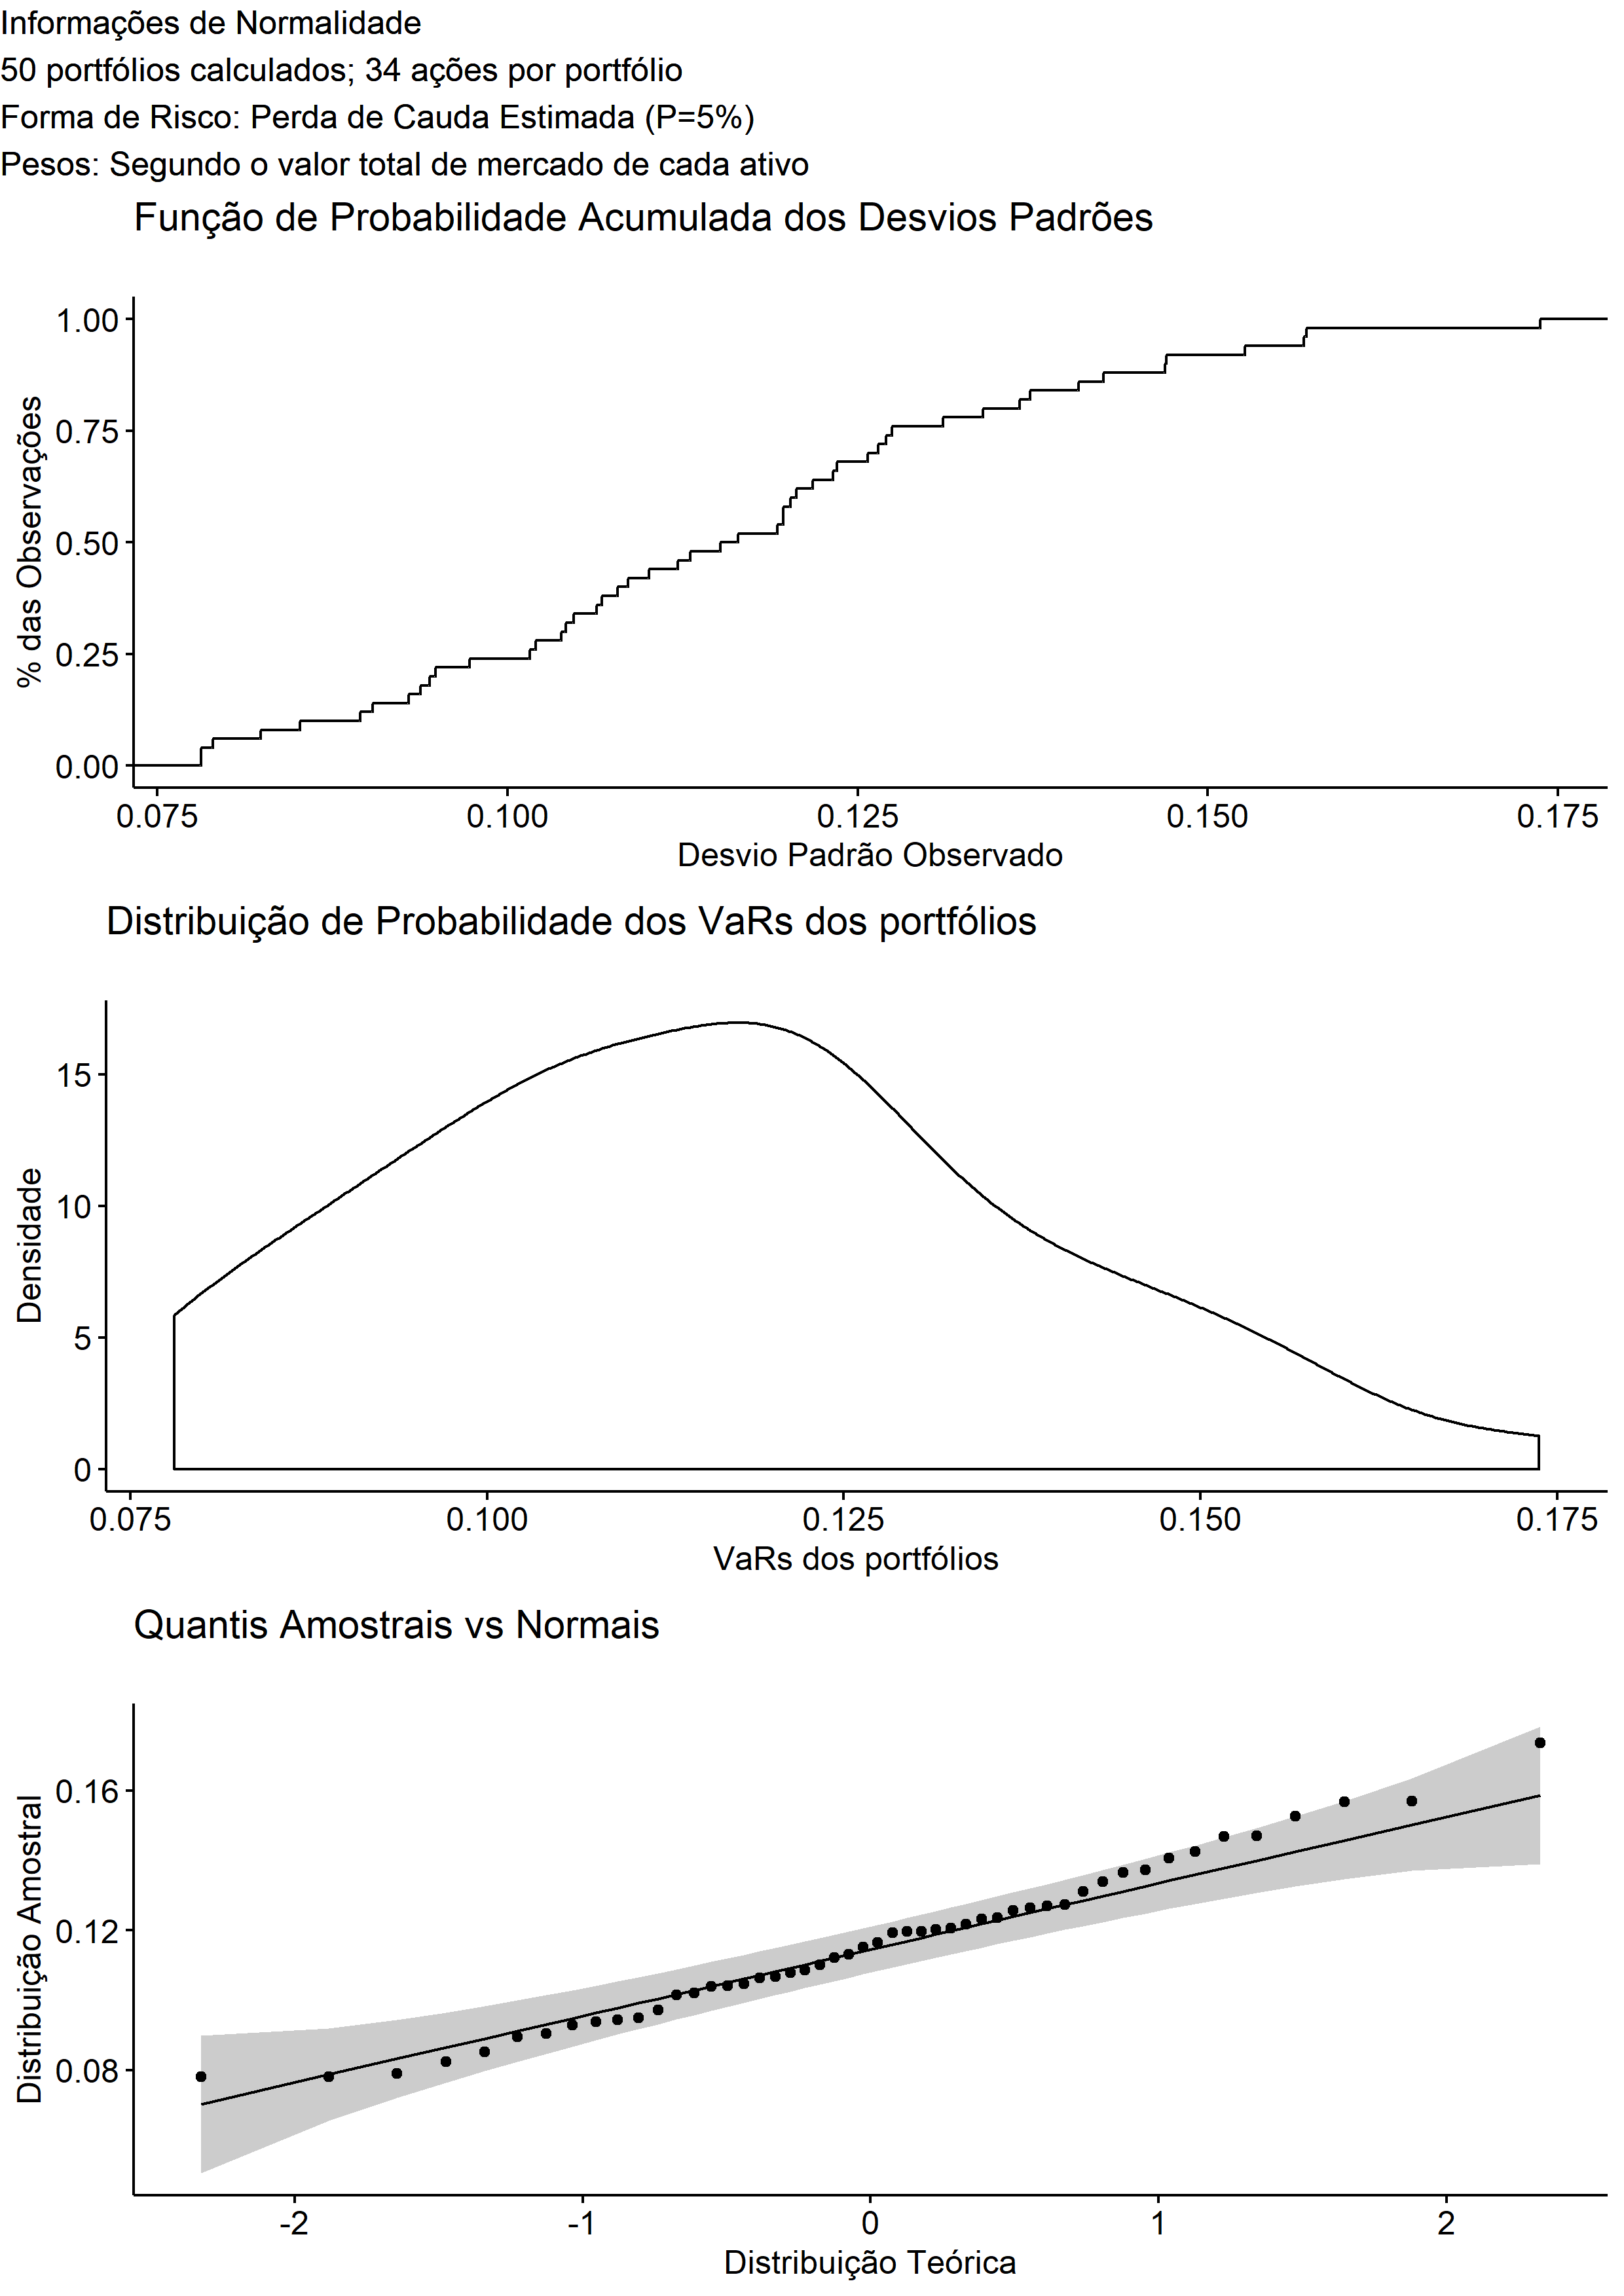 Informações de Normalidade
50 portfólios calculados; 34 ações por portfólio
Forma de Risco: Perda de Cauda Estimada (P=5%)
Pesos: Segundo o valor total de mercado de cada ativo
Função de Probabilidade Acumulada dos Desvios Padrões
% das Observações
1.00
0.75
0.50
0.25
0.00
0.075 0.100 0.125 0.150 0.175
Desvio Padrão Observado
Distribuição de Probabilidade dos VaRs dos portfólios
Densidade
15
10
5
0
0.075 0.100 0.125 0.150 0.175
VaRs dos portfólios
Quantis Amostrais vs Normais
Distribuição Amostral
0.16
0.12
0.08
-2 -1 0 1 2
Distribuição Teórica